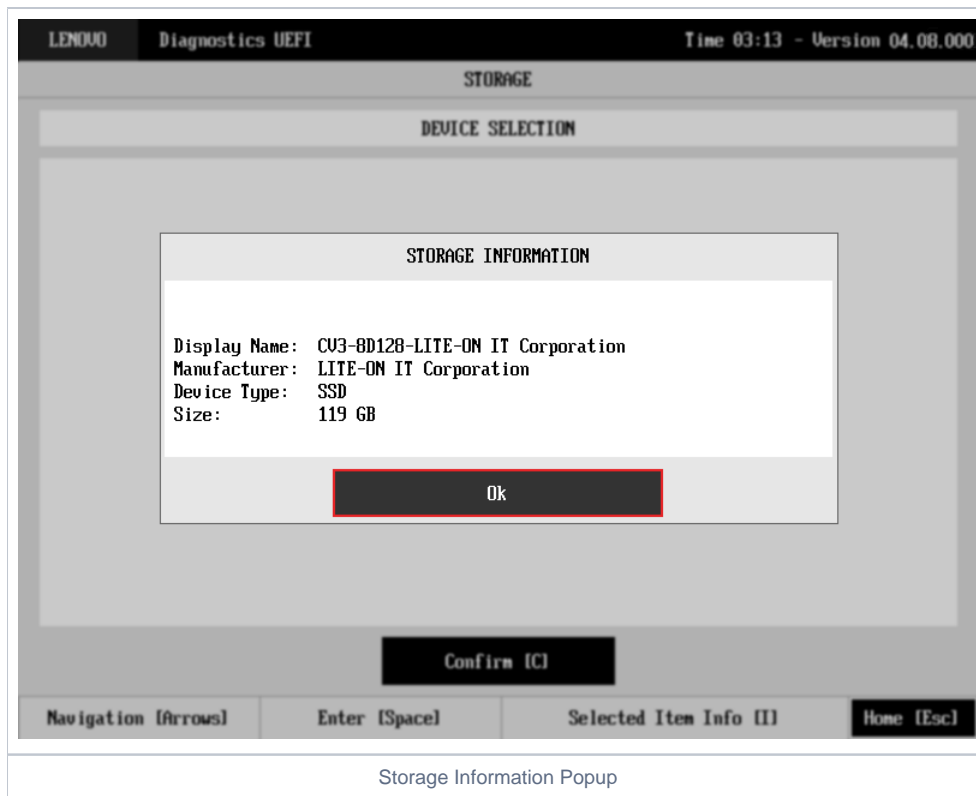 LENOVO Diagnostics UEFI Time 03:13 - Version 04.08.000
STORAGE
DEVICE SELECTION
STORAGE INFORMATION
Display Name: CV3-8D128-LITE-ON IT Corporation
Manufacturer: LITE-ON IT Corporation
Device Type: SSD
Size: 119 GB
Ok
Confirm [C]
Navigation [Arrows] Enter [Space] Selected Item Info [I] Home [Esc]
Storage Information Popup